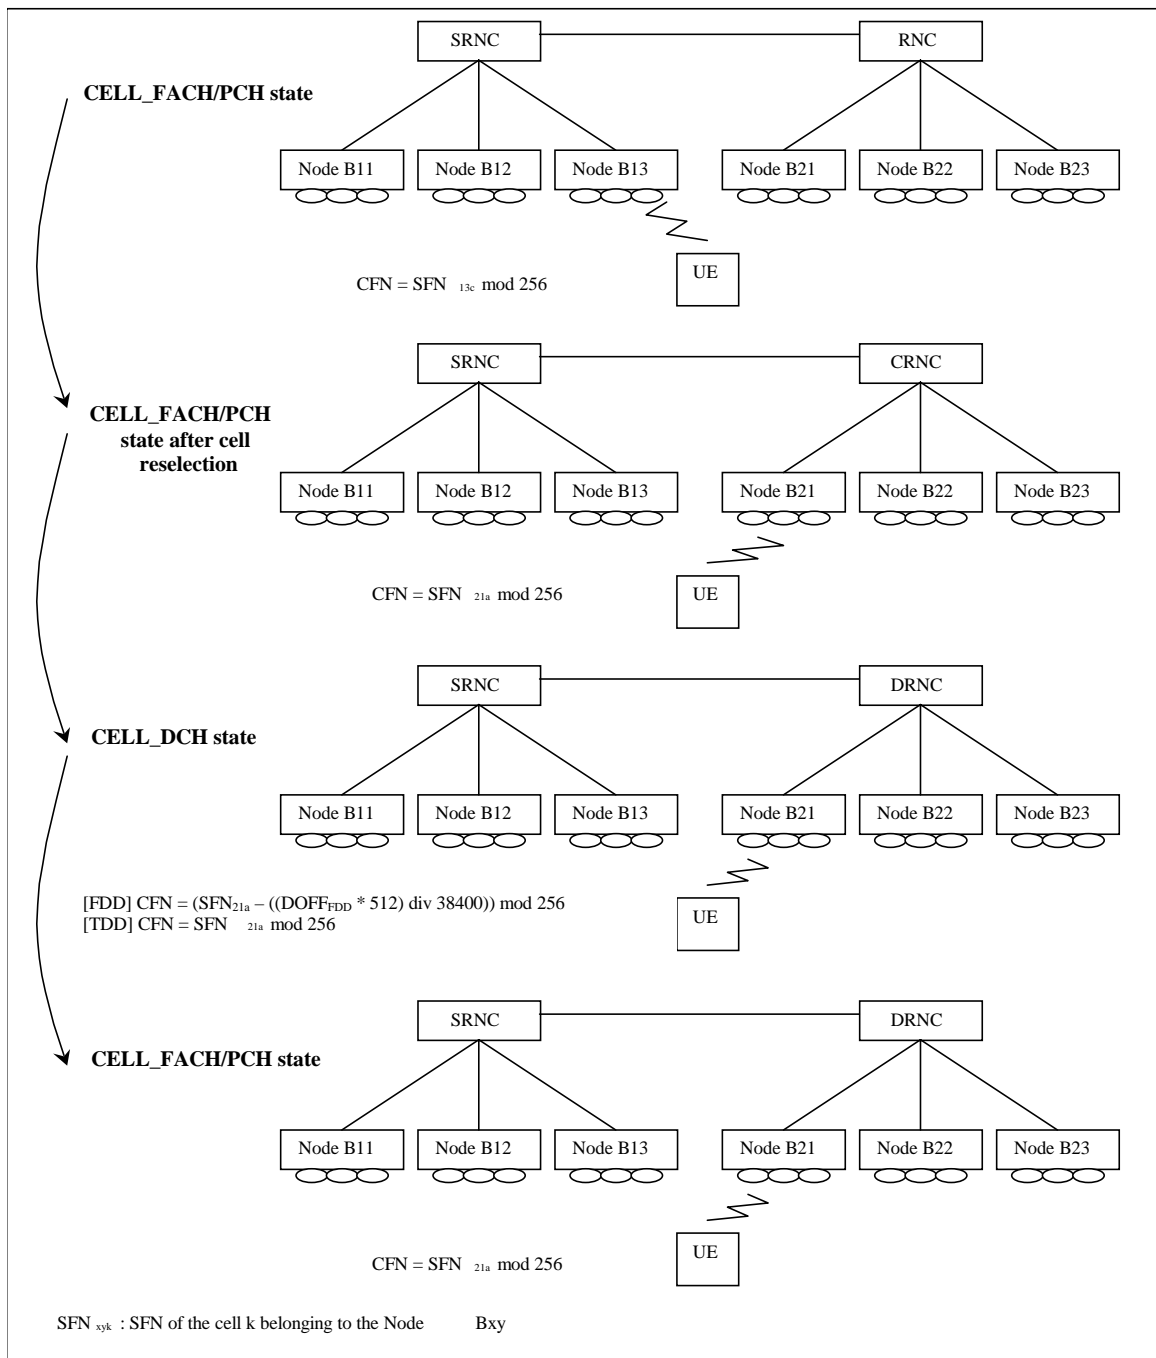 SRNC RNC
CELL_FACH/PCH state
Node B11 Node B12 Node B13 Node B21 Node B22 Node B23
UE
CFN = SFN 13c mod 256
SRNC CRNC
CELL_FACH/PCH
state after cell
reselection
Node B11 Node B12 Node B13 Node B21 Node B22 Node B23
UE
CFN = SFN 21a mod 256
SRNC DRNC
CELL_DCH state
Node B11 Node B12 Node B13 Node B21 Node B22 Node B23
[FDD] CFN = (SFN21a – ((DOFFFDD * 512) div 38400)) mod 256
UE
[TDD] CFN = SFN 21a mod 256
SRNC DRNC
CELL_FACH/PCH state
Node B11 Node B12 Node B13 Node B21 Node B22 Node B23
UE
CFN = SFN 21a mod 256
SFN xyk : SFN of the cell k belonging to the Node Bxy